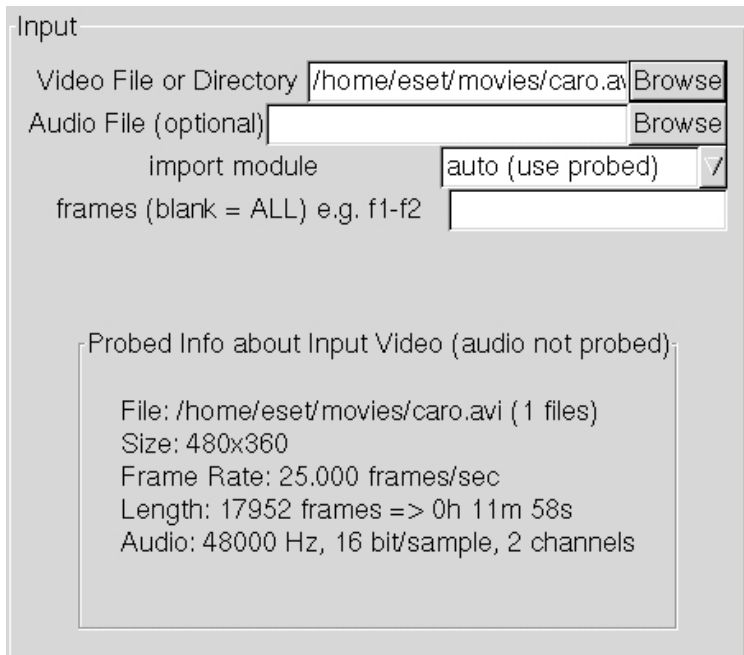 Input
Video File or Directory /home/eset/movies/caro.av Browse
Audio File (optional) Browse
import module auto (use probed)
frames (blank = ALL) e.g. f1-f2
Probed Info about Input Video (audio not probed)
File: /home/eset/movies/caro.avi (1 files)
Size: 480x360
Frame Rate: 25.000 frames/sec
Length: 17952 frames => 0h 11m 58s
Audio: 48000 Hz, 16 bit/sample, 2 channels